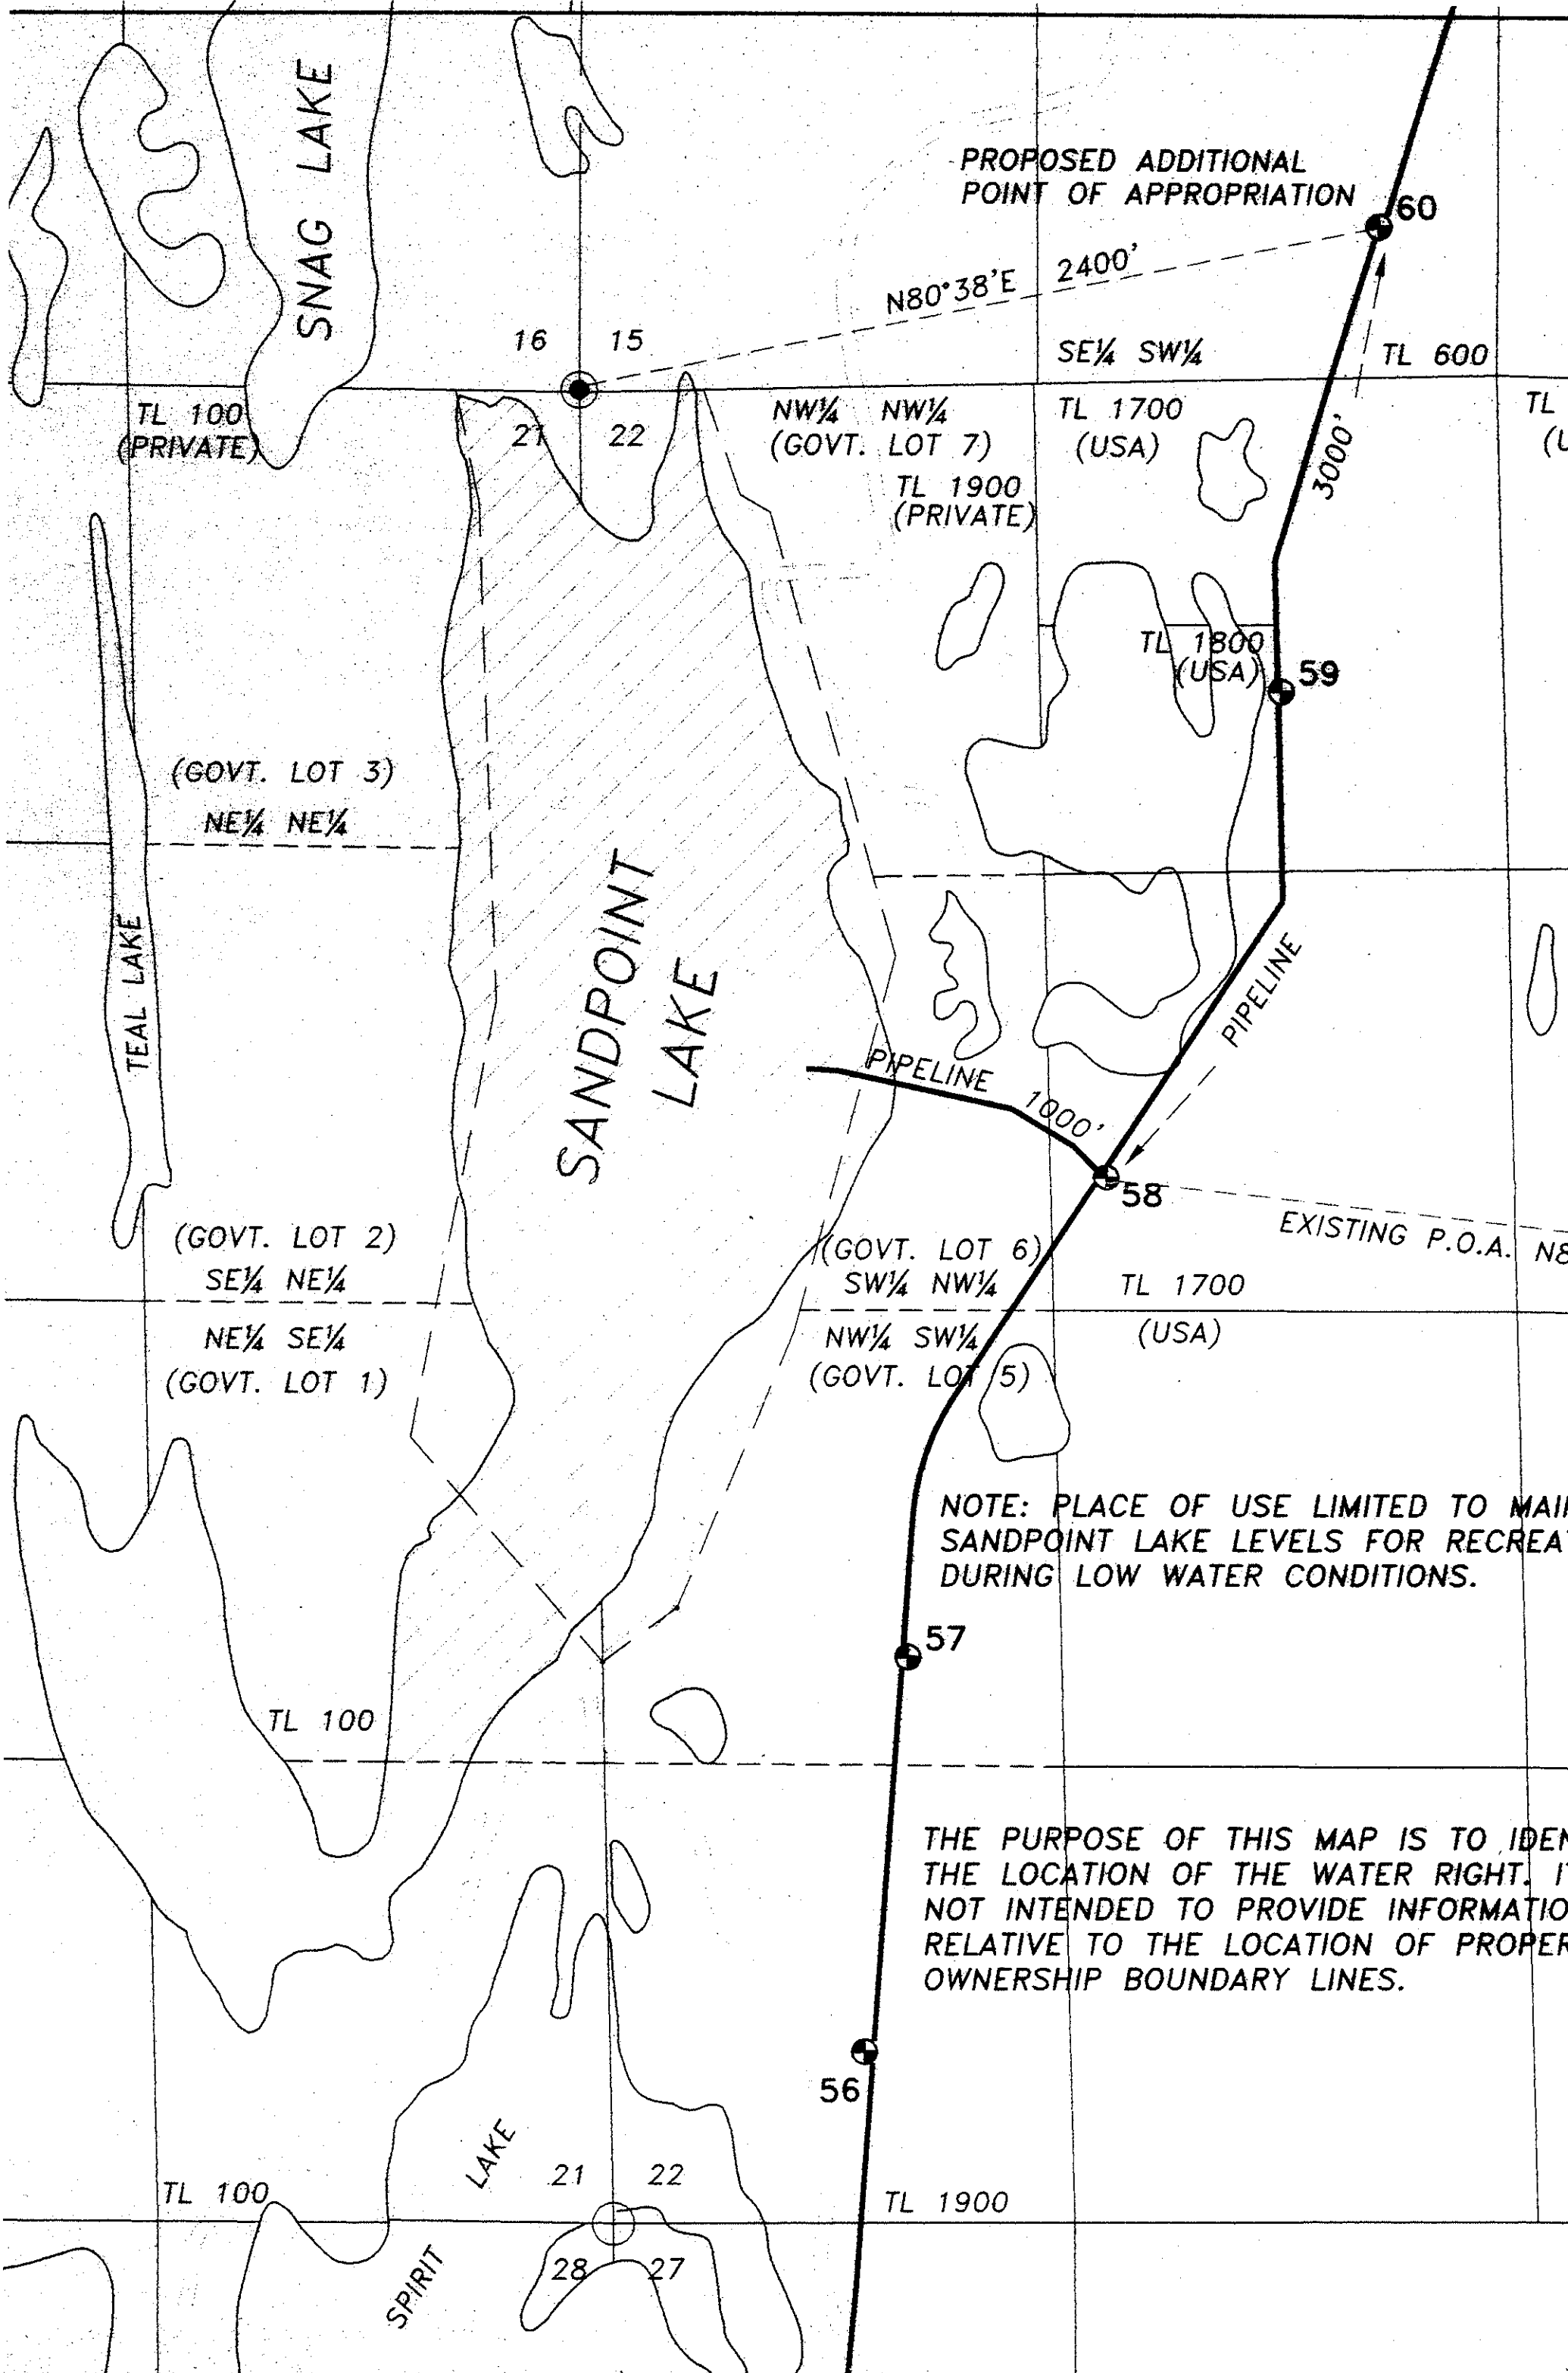 SNAG LAKE
PROPOSED ADDITIONAL
POINT OF APPROPRIATION
60
N80°38'E 2400'
16 15
SE¼ SW¼
TL 600
TL 100
(PRIVATE)
21 22
NW¼ NW¼
(GOVT. LOT 7)
TL 1700
(USA)
TL
(U
3000'
TL 1900
(PRIVATE)
TL 1800
(USA)
59
(GOVT. LOT 3)
NE¼ NE¼
SANDPOINT
LAKE
TEAL LAKE
PIPELINE
PIPELINE
1000'
58
EXISTING P.O.A. N8
(GOVT. LOT 2)
SE¼ NE¼
NE¼ SE¼
(GOVT. LOT 1)
(GOVT. LOT 6)
SW¼ NW¼
NW¼ SW¼
(GOVT. LOT 5)
TL 1700
(USA)
NOTE: PLACE OF USE LIMITED TO MAI
SANDPOINT LAKE LEVELS FOR RECREA
DURING LOW WATER CONDITIONS.
57
TL 100
THE PURPOSE OF THIS MAP IS TO IDEN
THE LOCATION OF THE WATER RIGHT. I
NOT INTENDED TO PROVIDE INFORMATIO
RELATIVE TO THE LOCATION OF PROPER
OWNERSHIP BOUNDARY LINES.
56
SPIRIT LAKE
21 22
TL 100
TL 1900
28 27